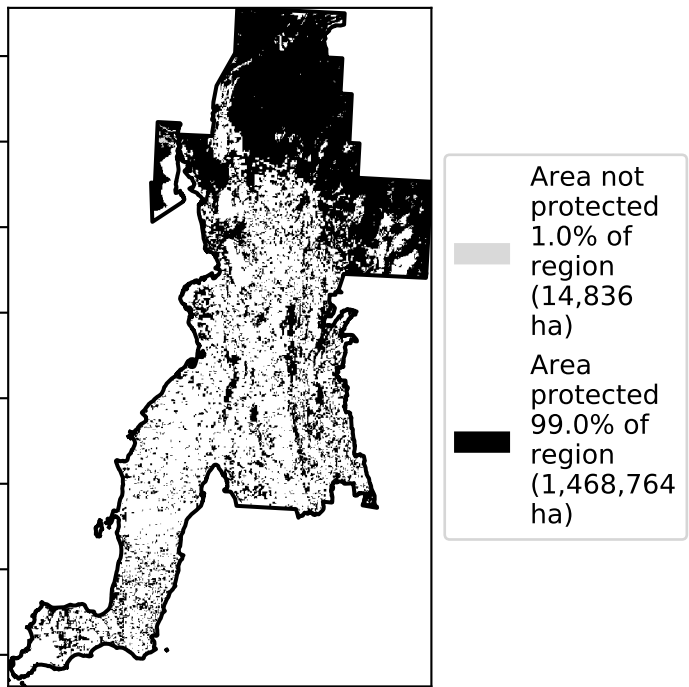 Area not
protected
1.0% of
region
(14,836
ha)
Area
protected
99.0% of
region
(1,468,764
ha)